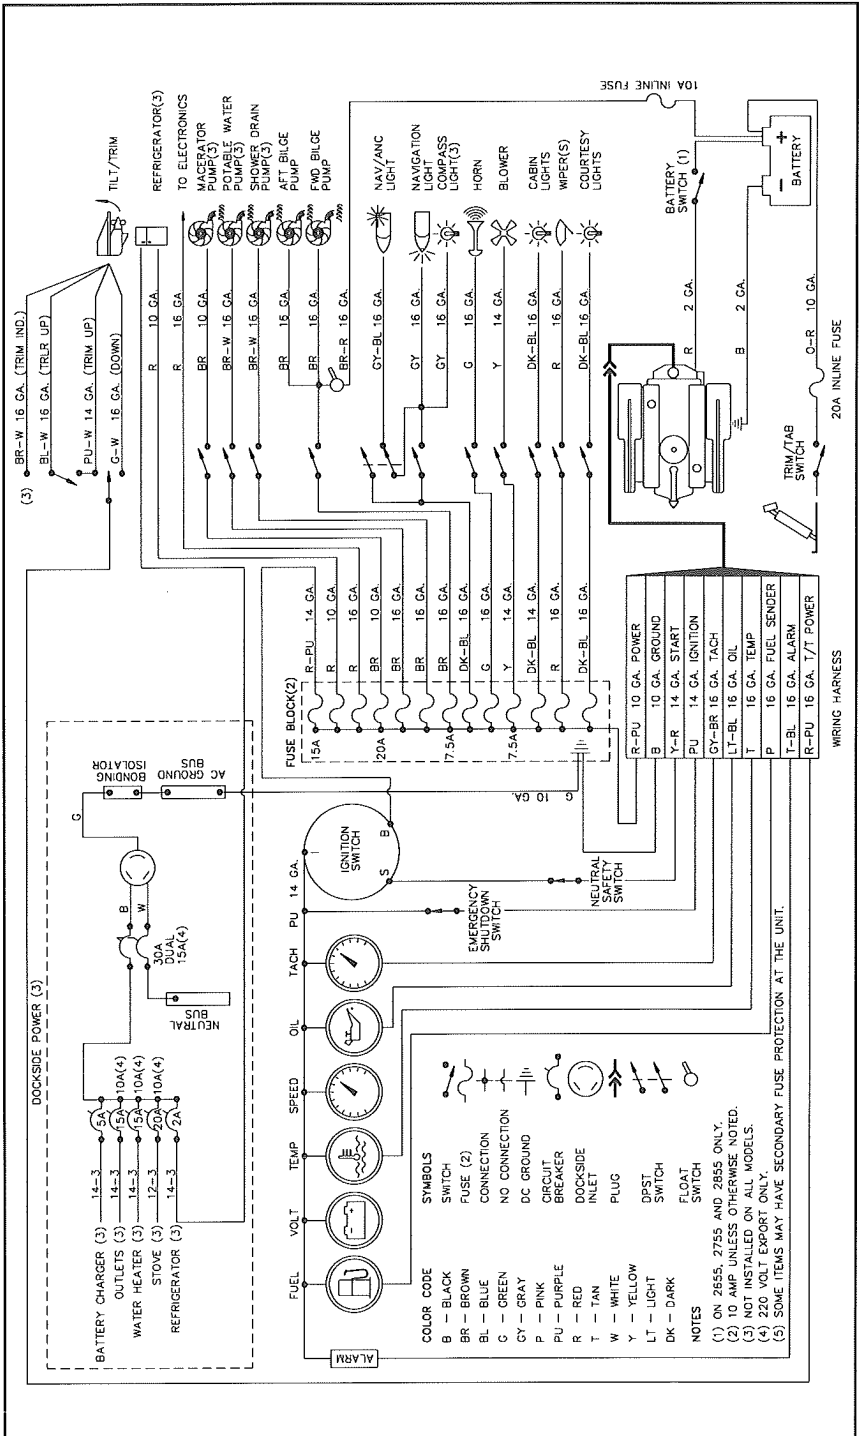 DOCKSIDE POWER (3)
BATTERY CHARGER (3)
14-3
5A
OUTLETS (3)
14-3
15A
10A(4)
WATER HEATER (3)
14-3
15A
10A(4)
STOVE (3)
12-3
20A
10A(4)
REFRIGERATOR (3)
14-3
2A
NEUTRAL
BUS
30A
DUAL
15A(4)
B
W
G
BONDING
ISOLATOR
AC GROUND
BUS
(3)
BR-W 16 GA. (TRIM IND.)
BL-W 16 GA. (TRLR UP)
PU-W 14 GA. (TRIM UP)
G-W 16 GA. (DOWN)
TILT/TRIM
R 10 GA. REFRIGERATOR(3)
R 16 GA. TO ELECTRONICS
BR 10 GA. MACERATOR
PUMP(3)
BR-W 16 GA. POTABLE WATER
PUMP(3)
BR-W 16 GA. SHOWER DRAIN
PUMP(3)
BR 16 GA. AFT BILGE
PUMP
BR 16 GA. FWD BILGE
PUMP
BR-R 16 GA.
GY-BL 16 GA. NAV/ANC
LIGHT
GY 16 GA. NAVIGATION
LIGHT
GY 16 GA. COMPASS
LIGHT(3)
G 16 GA. HORN
Y 14 GA. BLOWER
DK-BL 16 GA. CABIN
LIGHTS
R 16 GA. WIPER(S)
DK-BL 16 GA. COURTESY
LIGHTS
10A INLINE FUSE
FUSE BLOCK(2)
15A
R-PU 14 GA.
R 10 GA.
R 16 GA.
20A
BR 10 GA.
BR 16 GA.
BR 16 GA.
7.5A
BR 16 GA.
DK-BL 16 GA.
G 16 GA.
7.5A
Y 14 GA.
DK-BL 14 GA.
R 16 GA.
DK-BL 16 GA.
G 10 GA.
BATTERY
SWITCH (1)
- +
BATTERY
R 2 GA.
B 2 GA.
O-R 10 GA.
20A INLINE FUSE
TRIM/TAB
SWITCH
FUEL
VOLT
- +
TEMP
SPEED
OIL
TACH
PU 14 GA.
I
IGNITION
SWITCH
S
B
ALARM
EMERGENCY
SHUTDOWN
SWITCH
NEUTRAL
SAFETY
SWITCH
R-PU 10 GA. POWER
B 10 GA. GROUND
Y-R 14 GA. START
PU 14 GA. IGNITION
GY-BR 16 GA. TACH
LT-BL 16 GA. OIL
T 16 GA. TEMP
P 16 GA. FUEL SENDER
T-BL 16 GA. ALARM
R-PU 16 GA. T/T POWER
WIRING HARNESS
COLOR CODE
B - BLACK
BR - BROWN
BL - BLUE
G - GREEN
GY - GRAY
P - PINK
PU - PURPLE
R - RED
T - TAN
W - WHITE
Y - YELLOW
LT - LIGHT
DK - DARK
SYMBOLS
SWITCH
FUSE (2)
CONNECTION
NO CONNECTION
DC GROUND
CIRCUIT
BREAKER
DOCKSIDE
INLET
PLUG
DPST
SWITCH
FLOAT
SWITCH
NOTES
(1) ON 2655, 2755 AND 2855 ONLY.
(2) 10 AMP UNLESS OTHERWISE NOTED.
(3) NOT INSTALLED ON ALL MODELS.
(4) 220 VOLT EXPORT ONLY.
(5) SOME ITEMS MAY HAVE SECONDARY FUSE PROTECTION AT THE UNIT.